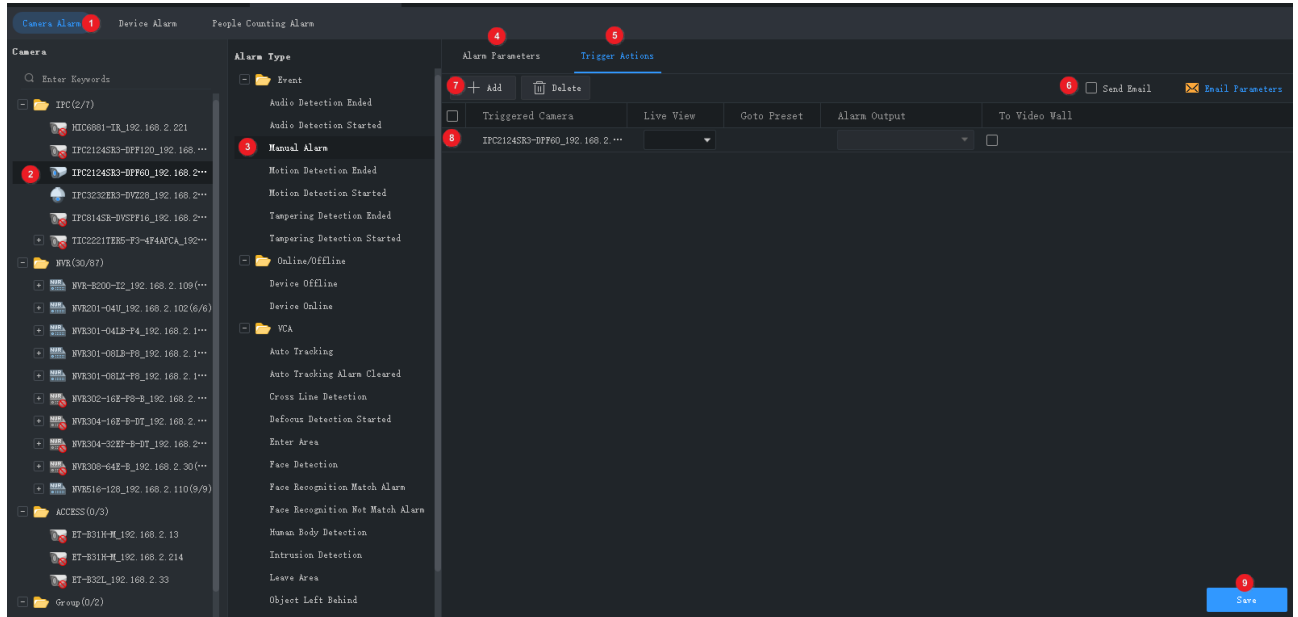 Camera Alarm 1 Device Alarm People Counting Alarm
Camera
Enter Keywords
IPC(2/7)
HIC6881-IR_192.168.2.221
IPC2124SR3-DPF120_192.168.···
2 IPC2124SR3-DPF60_192.168.2···
IPC3232ER3-DVZ28_192.168.2···
IPC814SR-DVSPF16_192.168.2···
TIC2221TER5-F3-4F4APCA_192···
NVR(30/87)
NVR-B200-I2_192.168.2.109(···
NVR201-04U_192.168.2.102(6/6)
NVR301-04LB-P4_192.168.2.1···
NVR301-08LB-P8_192.168.2.1···
NVR301-08LX-P8_192.168.2.1···
NVR302-16E-P8-B_192.168.2.···
NVR304-16E-B-DT_192.168.2.···
NVR304-32EP-B-DT_192.168.2···
NVR308-64E-B_192.168.2.30(···
NVR516-128_192.168.2.110(9/9)
ACCESS(0/3)
ET-B31H-M_192.168.2.13
ET-B31H-M_192.168.2.214
ET-B32L_192.168.2.33
Group(0/2)
Alarm Type
Event
Audio Detection Ended
Audio Detection Started
3 Manual Alarm
Motion Detection Ended
Motion Detection Started
Tampering Detection Ended
Tampering Detection Started
Online/Offline
Device Offline
Device Online
VCA
Auto Tracking
Auto Tracking Alarm Cleared
Cross Line Detection
Defocus Detection Started
Enter Area
Face Detection
Face Recognition Match Alarm
Face Recognition Not Match Alarm
Human Body Detection
Intrusion Detection
Leave Area
Object Left Behind
4 5
Alarm Parameters Trigger Actions
7 + Add Delete 6 Send Email Email Parameters
Triggered Camera Live View Goto Preset Alarm Output To Video Wall
8 IPC2124SR3-DPF60_192.168.2.···
9
Save